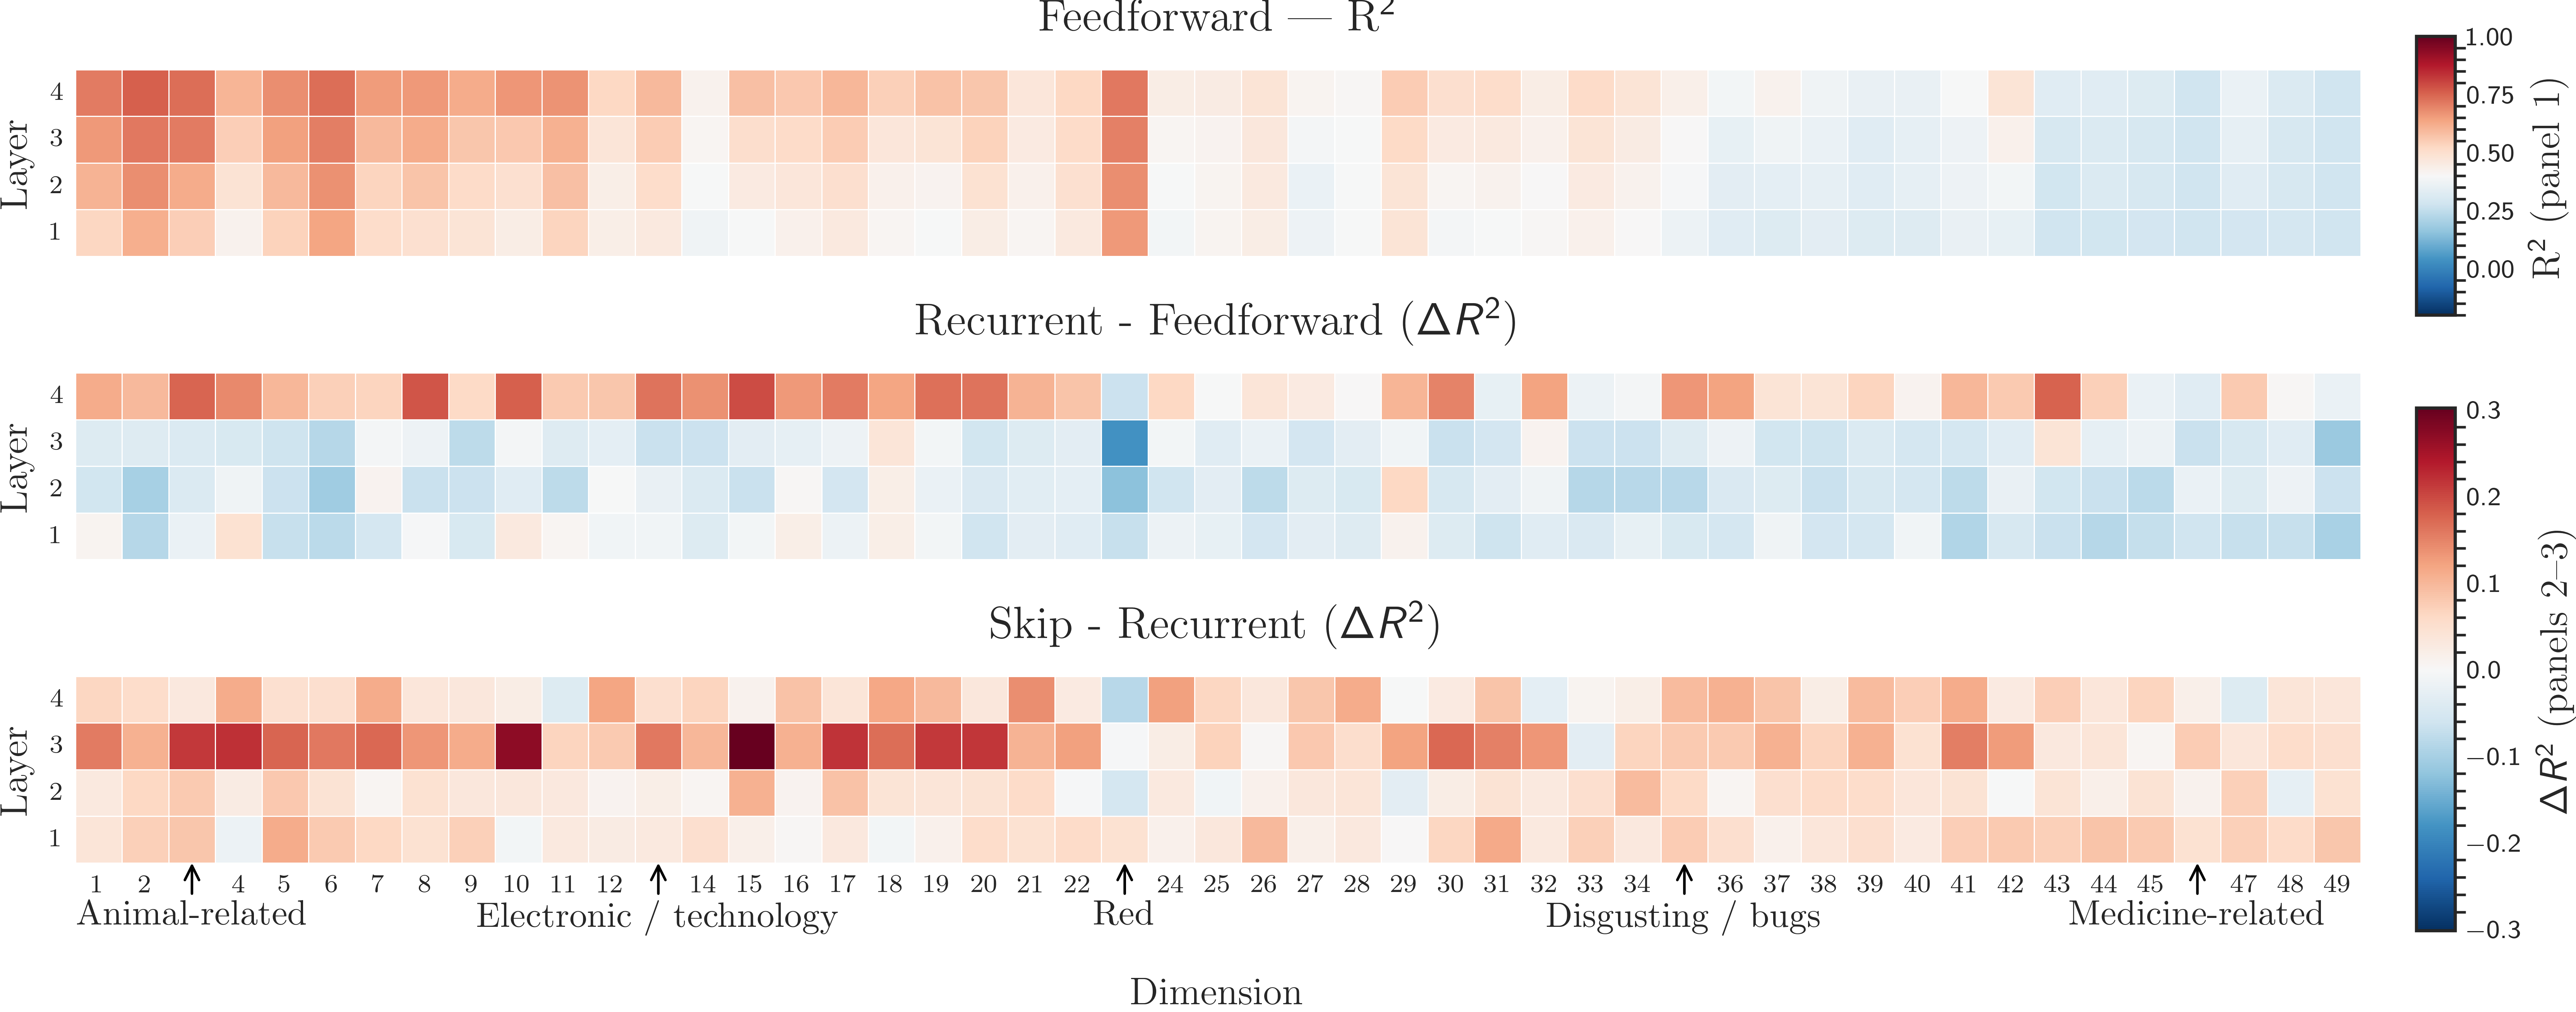 Feedforward — R²
4
3
2
1
Layer
1.00
0.75
0.50
0.25
0.00
R² (panel 1)
Recurrent - Feedforward (ΔR²)
4
3
2
1
Layer
Skip - Recurrent (ΔR²)
4
3
2
1
Layer
0.3
0.2
0.1
0.0
−0.1
−0.2
−0.3
ΔR² (panels 2–3)
1 2 ↑ 4 5 6 7 8 9 10 11 12 ↑ 14 15 16 17 18 19 20 21 22 ↑ 24 25 26 27 28 29 30 31 32 33 34 ↑ 36 37 38 39 40 41 42 43 44 45 ↑ 47 48 49
Animal-related Electronic / technology Red Disgusting / bugs Medicine-related
Dimension